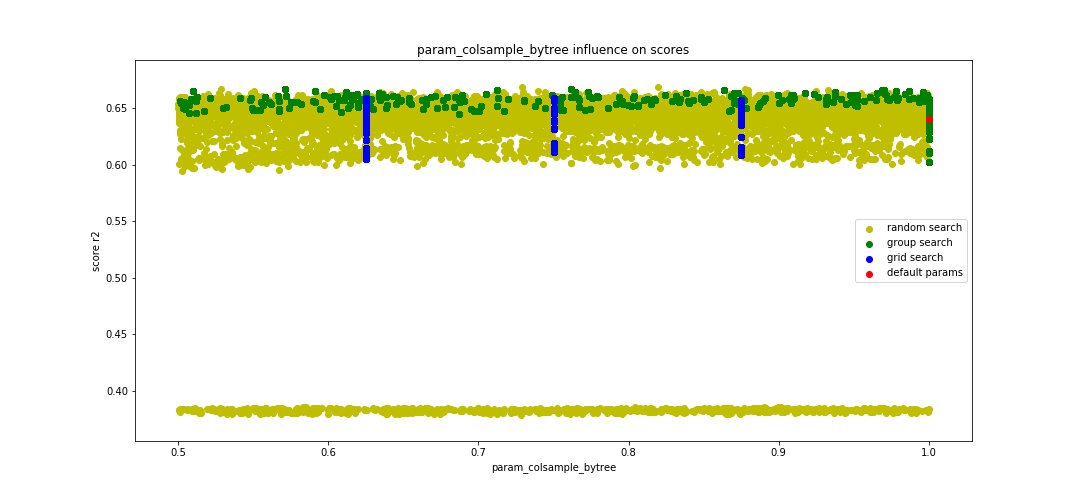 param_colsample_bytree influence on scores
score r2
0.65
0.60
0.55
0.50
0.45
0.40
random search
group search
grid search
default params
0.5 0.6 0.7 0.8 0.9 1.0
param_colsample_bytree